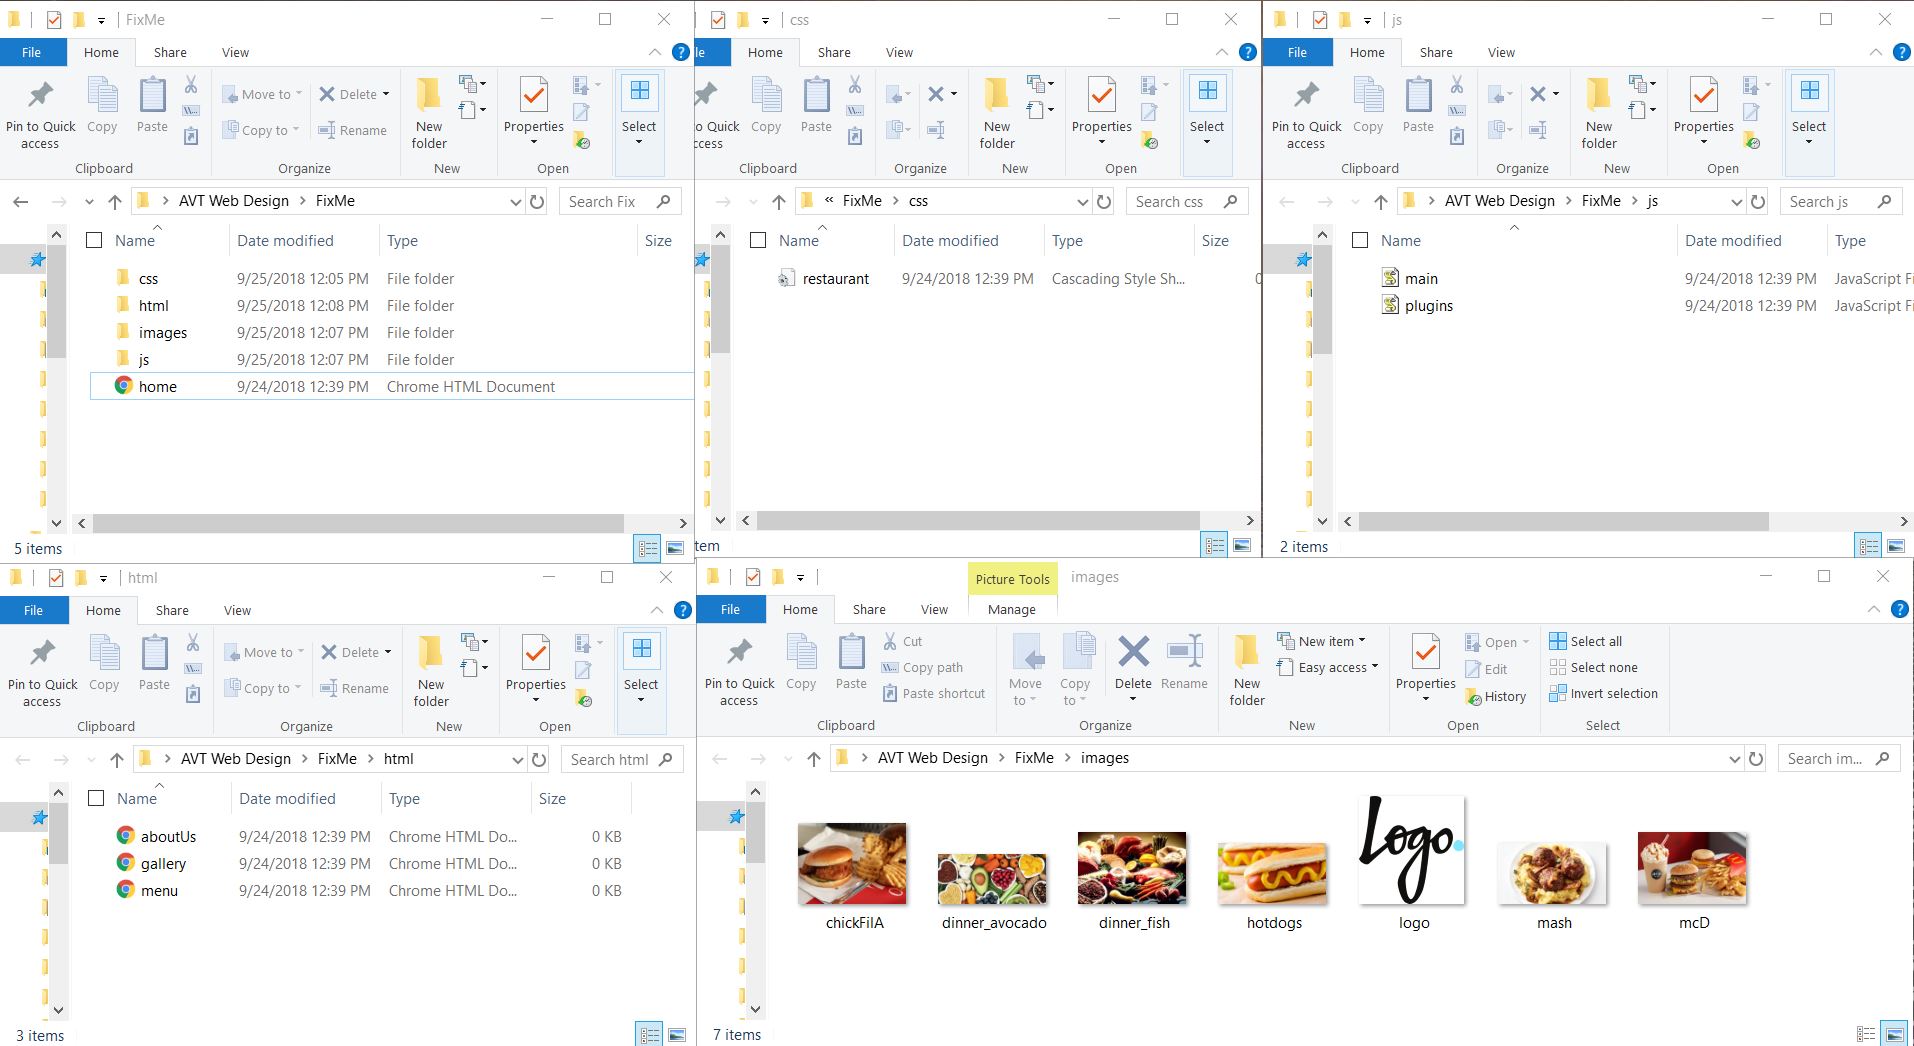 FixMe
File Home Share View
Pin to Quick access Copy Paste Move to Copy to Delete Rename New folder Properties Select
Clipboard Organize New Open
AVT Web Design FixMe Search Fix
Name Date modified Type Size
css 9/25/2018 12:05 PM File folder
html 9/25/2018 12:08 PM File folder
images 9/25/2018 12:07 PM File folder
js 9/25/2018 12:07 PM File folder
home 9/24/2018 12:39 PM Chrome HTML Document
5 items
css
le Home Share View
o Quick ccess Copy Paste New folder Properties Select
Clipboard Organize New Open
« FixMe css Search css
Name Date modified Type Size
restaurant 9/24/2018 12:39 PM Cascading Style Sh... 0
tem
js
File Home Share View
Pin to Quick access Copy Paste New folder Properties Select
Clipboard Organize New Open
AVT Web Design FixMe js Search js
Name Date modified Type
main 9/24/2018 12:39 PM JavaScript Fi
plugins 9/24/2018 12:39 PM JavaScript Fi
2 items
html
File Home Share View
Pin to Quick access Copy Paste Move to Copy to Delete Rename New folder Properties Select
Clipboard Organize New Open
AVT Web Design FixMe html Search html
Name Date modified Type Size
aboutUs 9/24/2018 12:39 PM Chrome HTML Do... 0 KB
gallery 9/24/2018 12:39 PM Chrome HTML Do... 0 KB
menu 9/24/2018 12:39 PM Chrome HTML Do... 0 KB
3 items
Picture Tools images
File Home Share View Manage
Pin to Quick access Copy Paste Cut Copy path Paste shortcut Move to Copy to Delete Rename New folder New item Easy access Properties Open Edit History Select all Select none Invert selection
Clipboard Organize New Open Select
AVT Web Design FixMe images Search im...
Logo.
chickFilA dinner_avocado dinner_fish hotdogs logo mash mcD
7 items